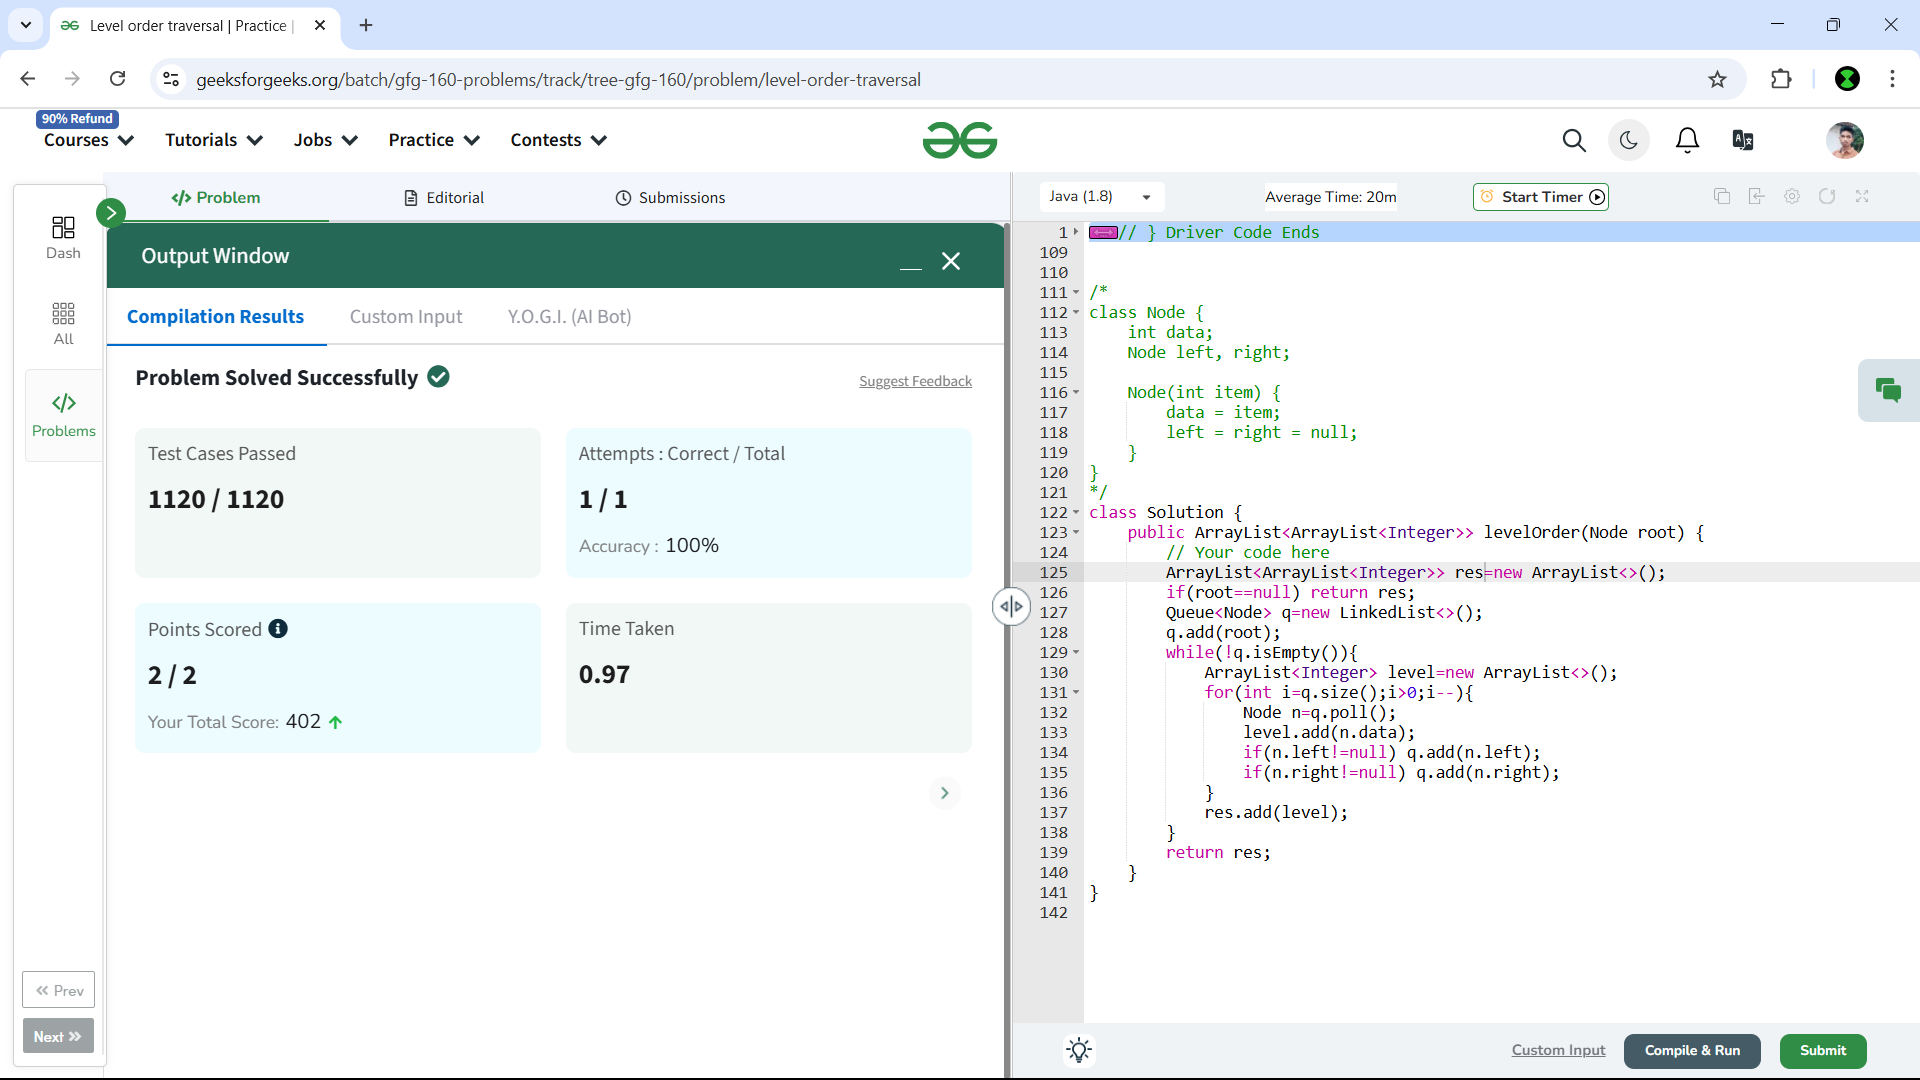 Level order traversal | Practice |
geeksforgeeks.org/batch/gfg-160-problems/track/tree-gfg-160/problem/level-order-traversal
90% Refund
Courses
Tutorials
Jobs
Practice
Contests
Dash
All
Problems
Prev
Next
Problem
Editorial
Submissions
Output Window
Compilation Results
Custom Input
Y.O.G.I. (AI Bot)
Problem Solved Successfully
Suggest Feedback
Test Cases Passed
1120 / 1120
Attempts : Correct / Total
1 / 1
Accuracy : 100%
Points Scored
2 / 2
Your Total Score: 402
Time Taken
0.97
Java (1.8)
Average Time: 20m
Start Timer
1 // } Driver Code Ends
109
110
111 /*
112 class Node {
113 int data;
114 Node left, right;
115
116 Node(int item) {
117 data = item;
118 left = right = null;
119 }
120 }
121 */
122 class Solution {
123 public ArrayList<ArrayList<Integer>> levelOrder(Node root) {
124 // Your code here
125 ArrayList<ArrayList<Integer>> res=new ArrayList<>();
126 if(root==null) return res;
127 Queue<Node> q=new LinkedList<>();
128 q.add(root);
129 while(!q.isEmpty()){
130 ArrayList<Integer> level=new ArrayList<>();
131 for(int i=q.size();i>0;i--){
132 Node n=q.poll();
133 level.add(n.data);
134 if(n.left!=null) q.add(n.left);
135 if(n.right!=null) q.add(n.right);
136 }
137 res.add(level);
138 }
139 return res;
140 }
141 }
142
Custom Input
Compile & Run
Submit